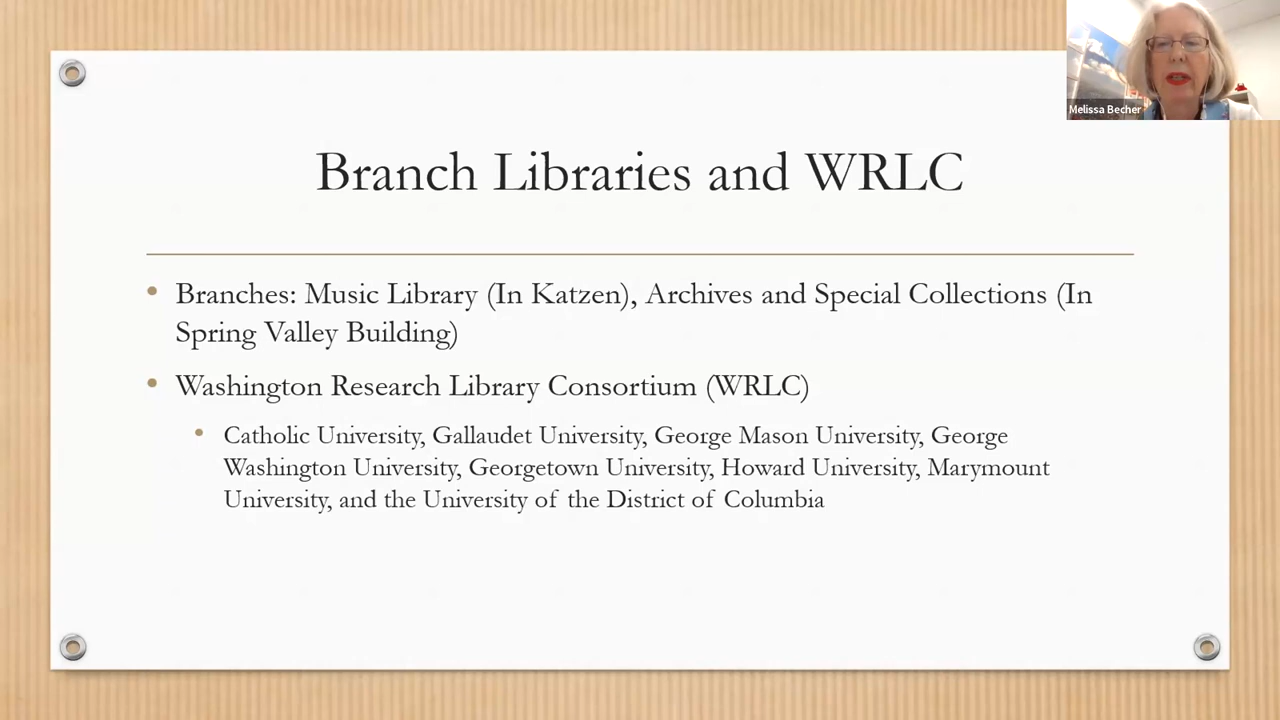 Melissa Becher
Branch Libraries and WRLC
• Branches: Music Library (In Katzen), Archives and Special Collections (In
Spring Valley Building)
• Washington Research Library Consortium (WRLC)
• Catholic University, Gallaudet University, George Mason University, George
Washington University, Georgetown University, Howard University, Marymount
University, and the University of the District of Columbia